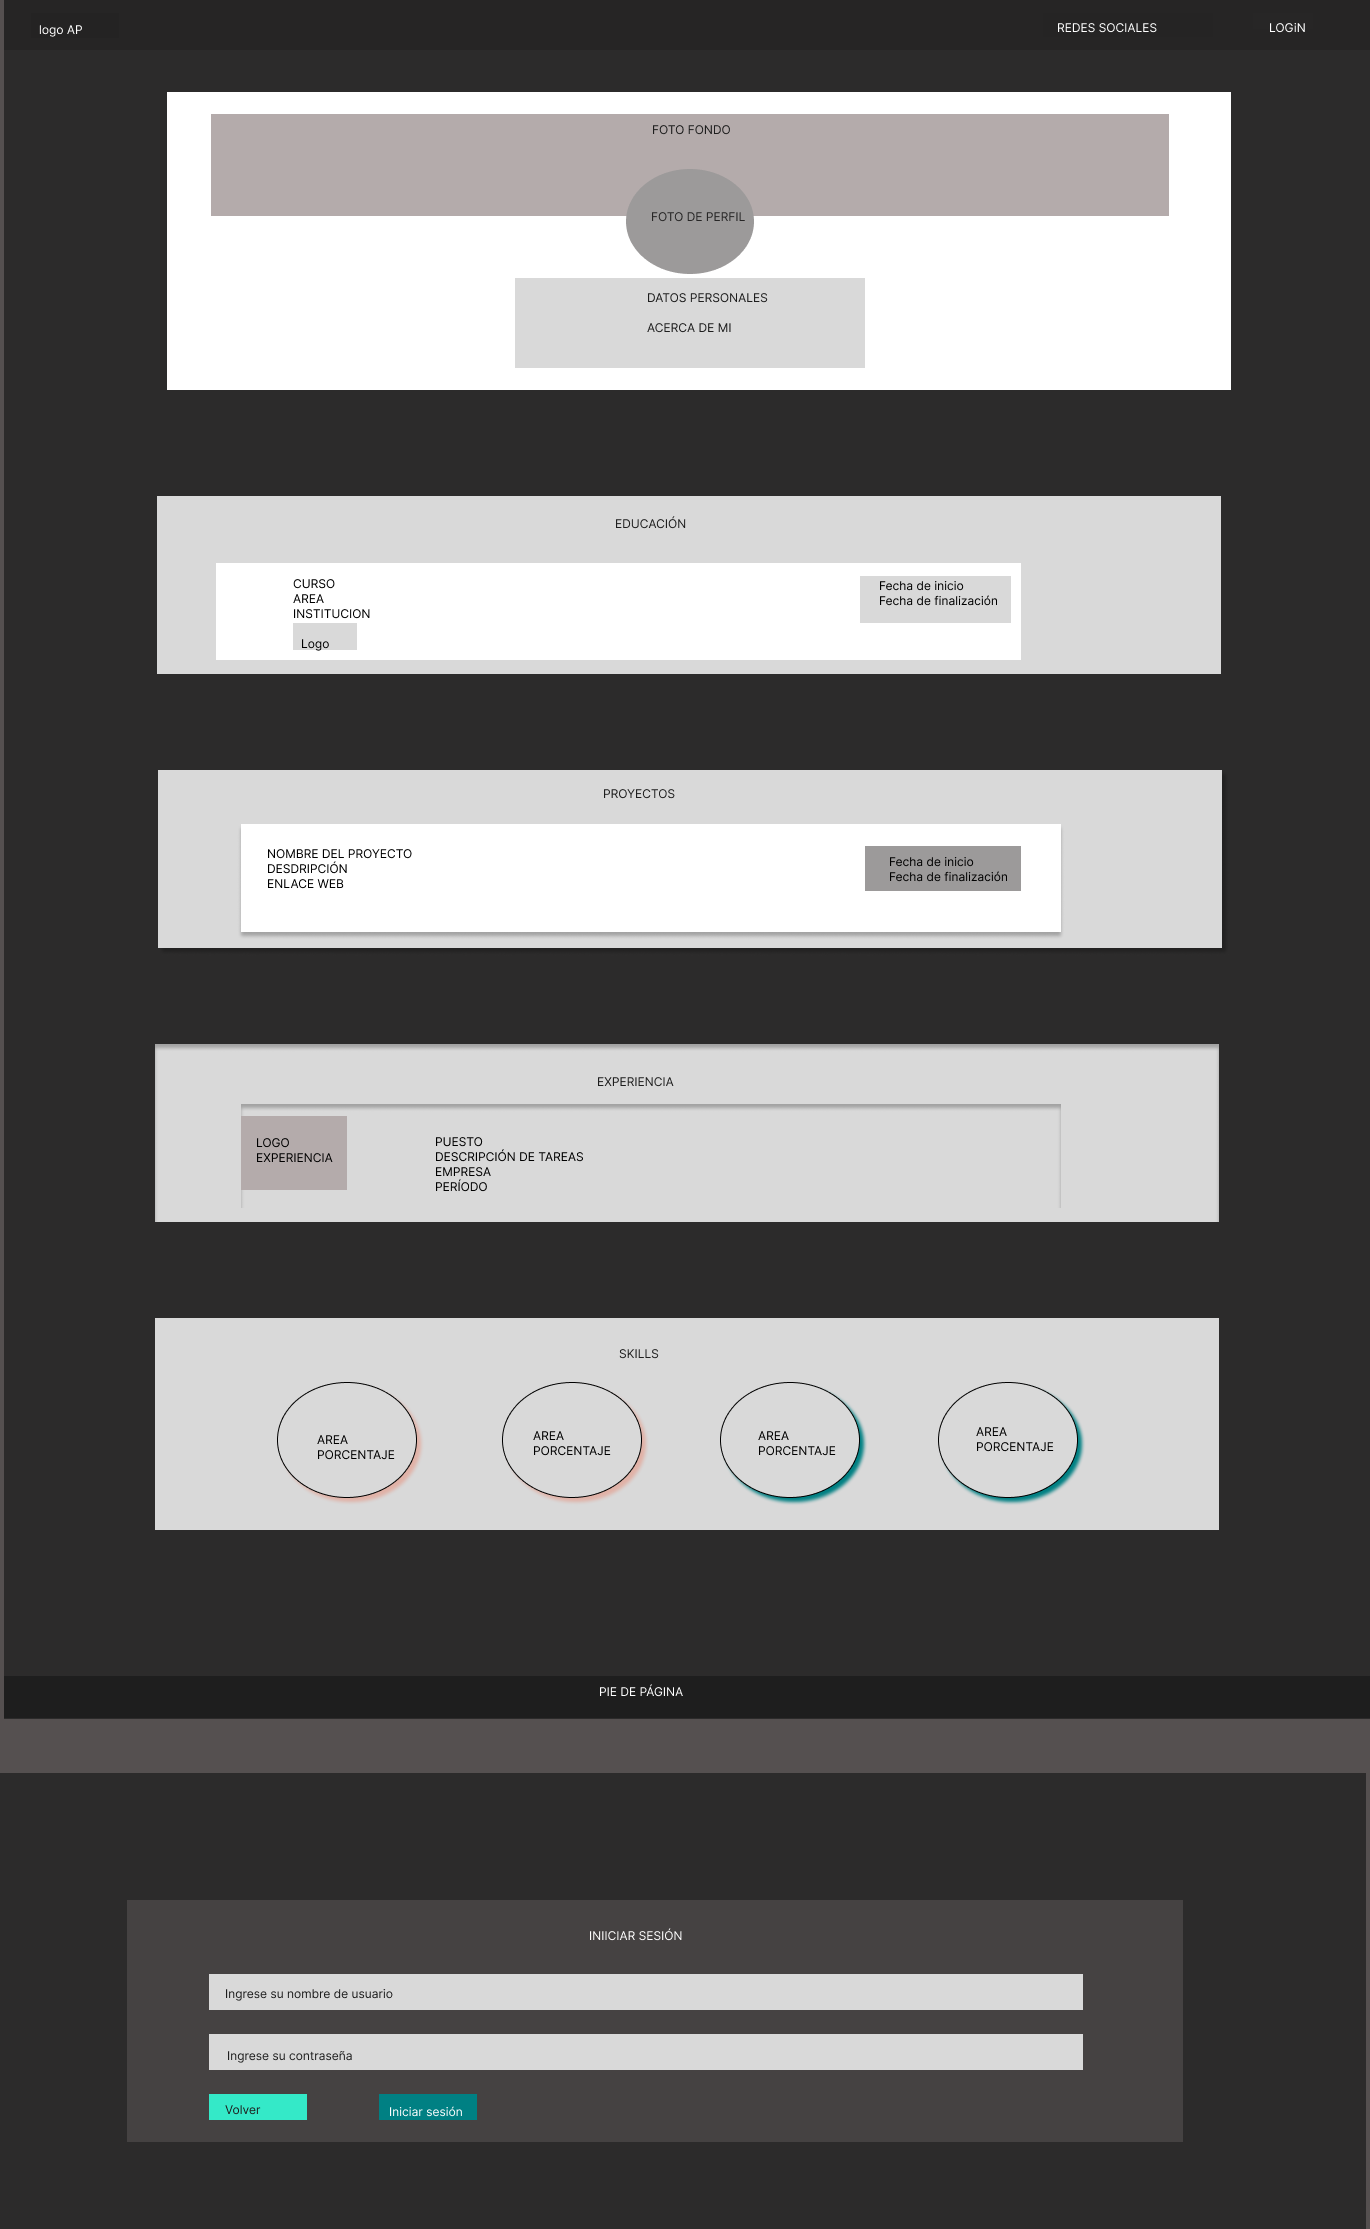 logo AP
REDES SOCIALES
LOGiN
FOTO FONDO
FOTO DE PERFIL
DATOS PERSONALES
ACERCA DE MI
EDUCACIÓN
CURSO
AREA
INSTITUCION
Logo
Fecha de inicio
Fecha de finalización
PROYECTOS
NOMBRE DEL PROYECTO
DESDRIPCIÓN
ENLACE WEB
Fecha de inicio
Fecha de finalización
EXPERIENCIA
LOGO
EXPERIENCIA
PUESTO
DESCRIPCIÓN DE TAREAS
EMPRESA
PERÍODO
SKILLS
AREA
PORCENTAJE
AREA
PORCENTAJE
AREA
PORCENTAJE
AREA
PORCENTAJE
PIE DE PÁGINA
INIICIAR SESIÓN
Ingrese su nombre de usuario
Ingrese su contraseña
Volver
Iniciar sesión